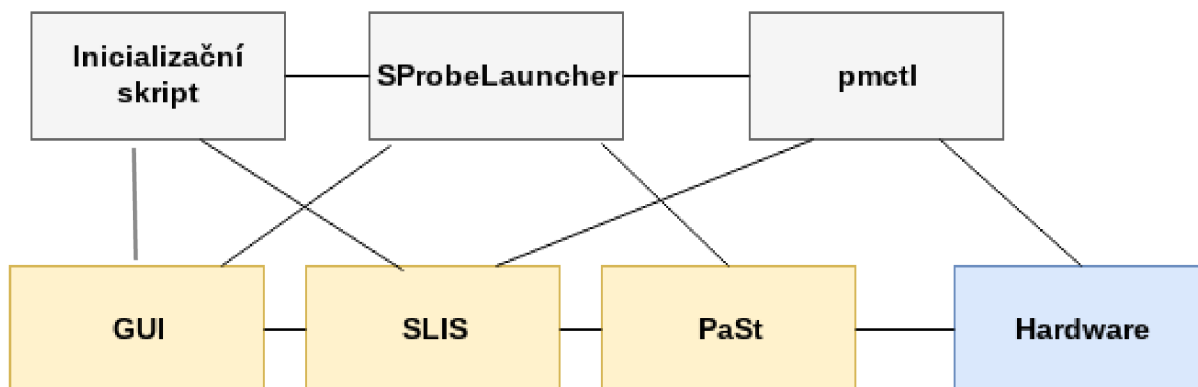 Inicializační
skript
SProbeLauncher
pmctl
GUI
SLIS
PaSt
Hardware